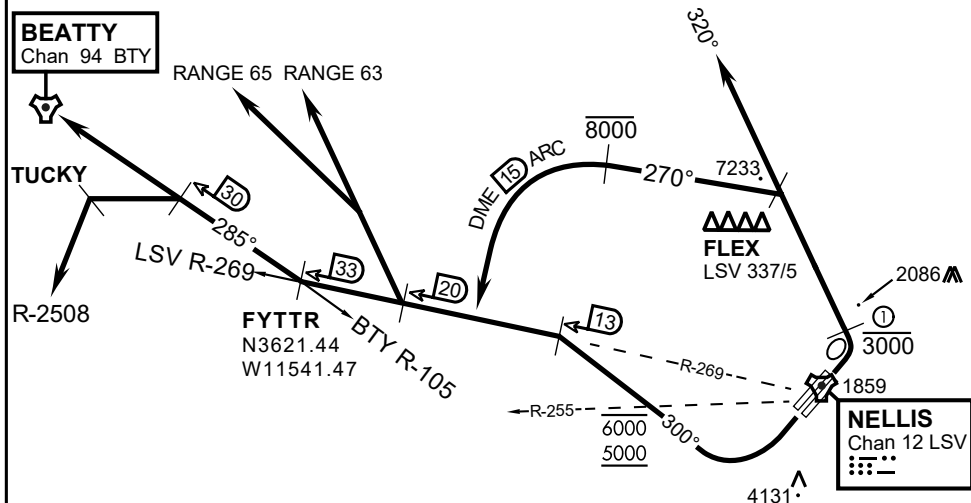 BEATTY
Chan 94 BTY
RANGE 65 RANGE 63
320°
8000
DME 15 ARC
270°
7233
TUCKY
30
285°
LSV R-269
33
20
FLEX
LSV 337/5
2086
R-2508
FYTTR
N3621.44
W11541.47
BTY R-105
13
1
3000
R-269
1859
R-255
6000
5000
300°
NELLIS
Chan 12 LSV
4131